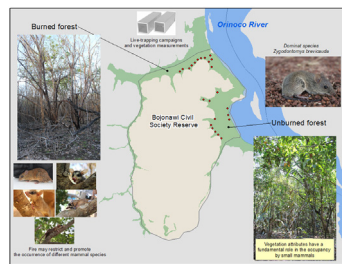 Burned forest
Live-trapping campaigns
and vegetation measurements
Orinoco River
Dominat species
Zygodontomys brevicauda
Bojonawi Civil
Society Reserve
Unburned forest
Fire may restrict and promote
the occurrence of different mammal species
Vegetation attributes have a
fundamental role in the occupancy
by small mammals